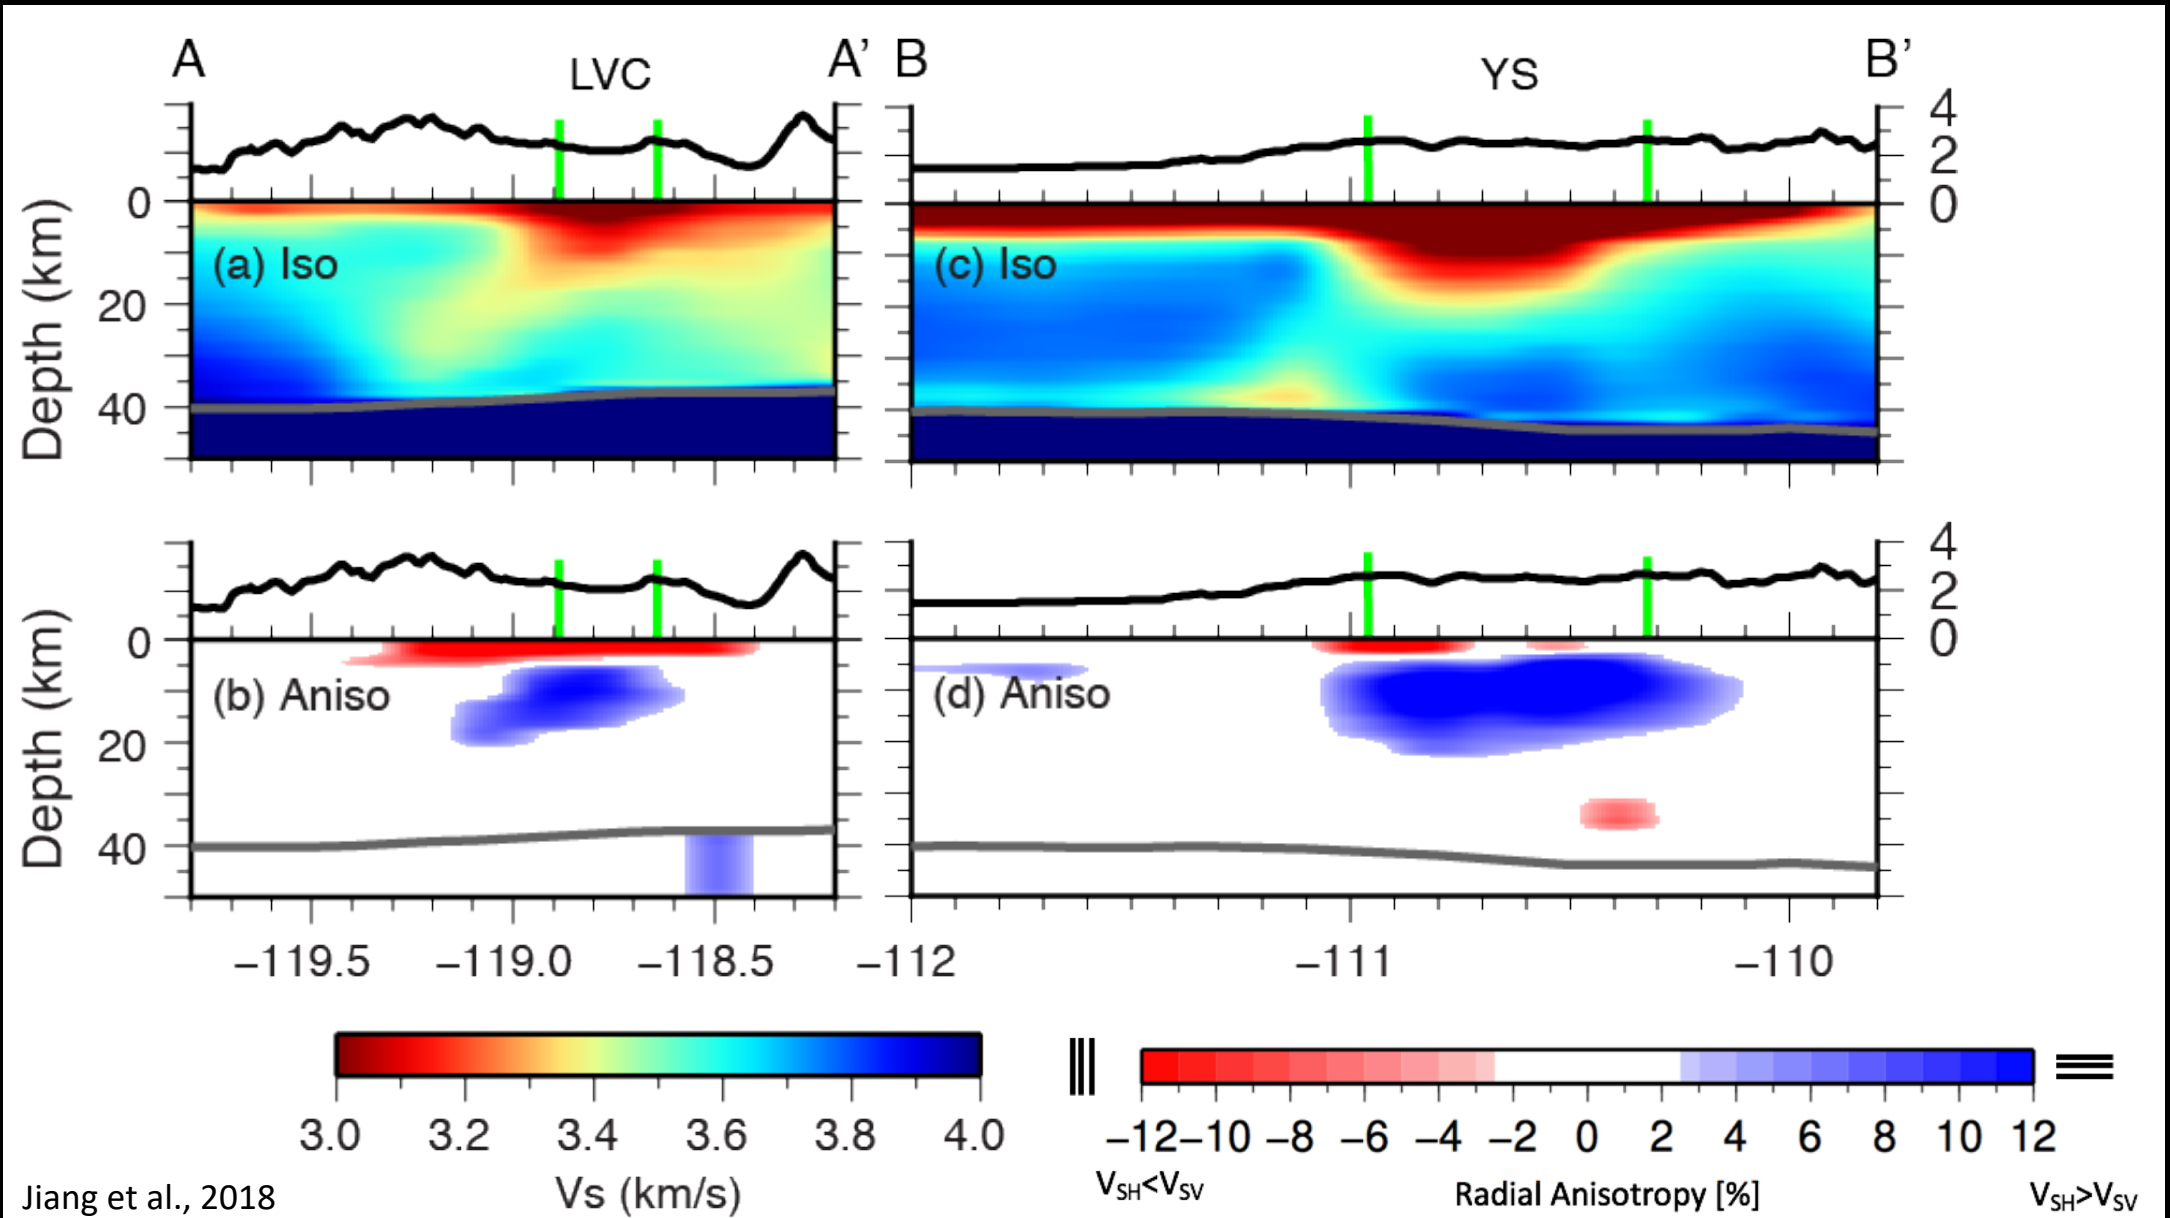 A
LVC
A’
B
YS
B’
4
2
0
Depth (km)
0
20
40
(a) Iso
(c) Iso
4
2
0
Depth (km)
0
20
40
(b) Aniso
(d) Aniso
−119.5 −119.0 −118.5
−112 −111 −110
3.0 3.2 3.4 3.6 3.8 4.0
Vs (km/s)
−12 −10 −8 −6 −4 −2 0 2 4 6 8 10 12
VSH<VSV
Radial Anisotropy [%]
VSH>VSV
Jiang et al., 2018